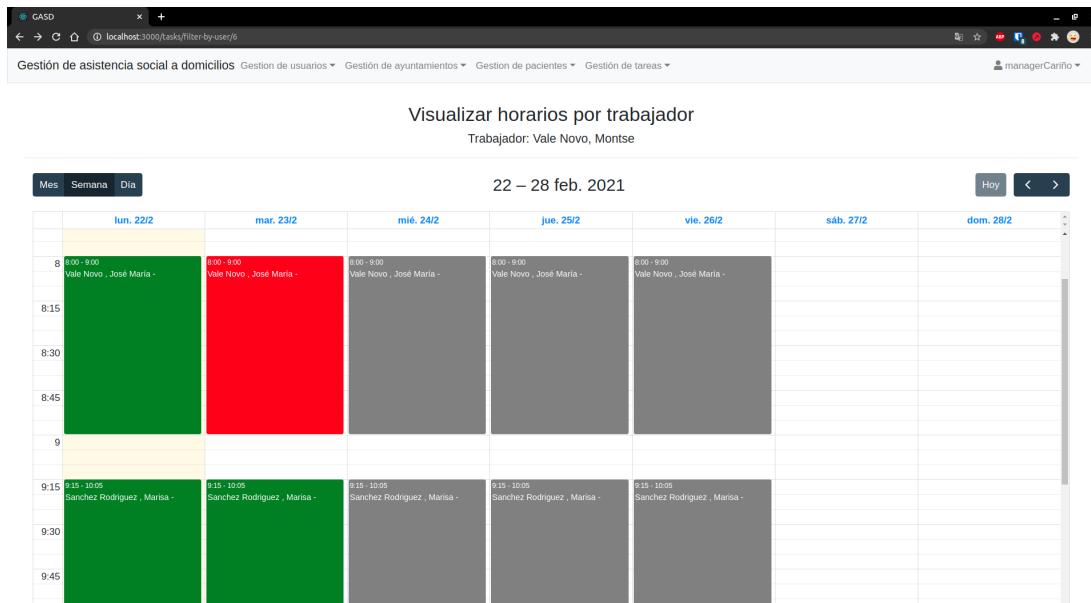 GASD
localhost:3000/tasks/filter-by-user/6
Gestión de asistencia social a domicilios Gestion de usuarios Gestión de ayuntamientos Gestion de pacientes Gestión de tareas managerCariño
Visualizar horarios por trabajador
Trabajador: Vale Novo, Montse
Mes Semana Día 22 – 28 feb. 2021 Hoy
lun. 22/2 mar. 23/2 mié. 24/2 jue. 25/2 vie. 26/2 sáb. 27/2 dom. 28/2
8 8:00 - 9:00 8:00 - 9:00 8:00 - 9:00 8:00 - 9:00 8:00 - 9:00
Vale Novo , José María - Vale Novo , José María - Vale Novo , José María - Vale Novo , José María - Vale Novo , José María -
8:15
8:30
8:45
9
9:15 9:15 - 10:05 9:15 - 10:05 9:15 - 10:05 9:15 - 10:05 9:15 - 10:05
Sanchez Rodriguez , Marisa - Sanchez Rodriguez , Marisa - Sanchez Rodriguez , Marisa - Sanchez Rodriguez , Marisa - Sanchez Rodriguez , Marisa -
9:30
9:45